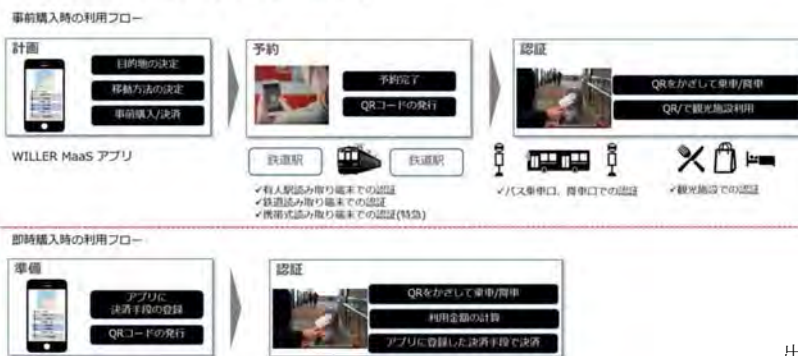 事前購入時の利用フロー
計画
目的地の決定
移動方法の決定
事前購入/決済
予約
予約完了
QRコードの発行
認証
QRをかざして乗車/降車
QR/で観光施設利用
WILLER MaaS アプリ
鉄道駅
鉄道駅
✓有人駅読み取り端末での認証
✓鉄道読み取り端末での認証
✓携帯式読み取り端末での認証(特急)
✓バス乗車口、降車口での認証
✓観光施設での認証
即時購入時の利用フロー
準備
アプリに
決済手段の登録
QRコードの発行
認証
QRをかざして乗車/降車
利用金額の計算
アプリに登録した決済手段で決済